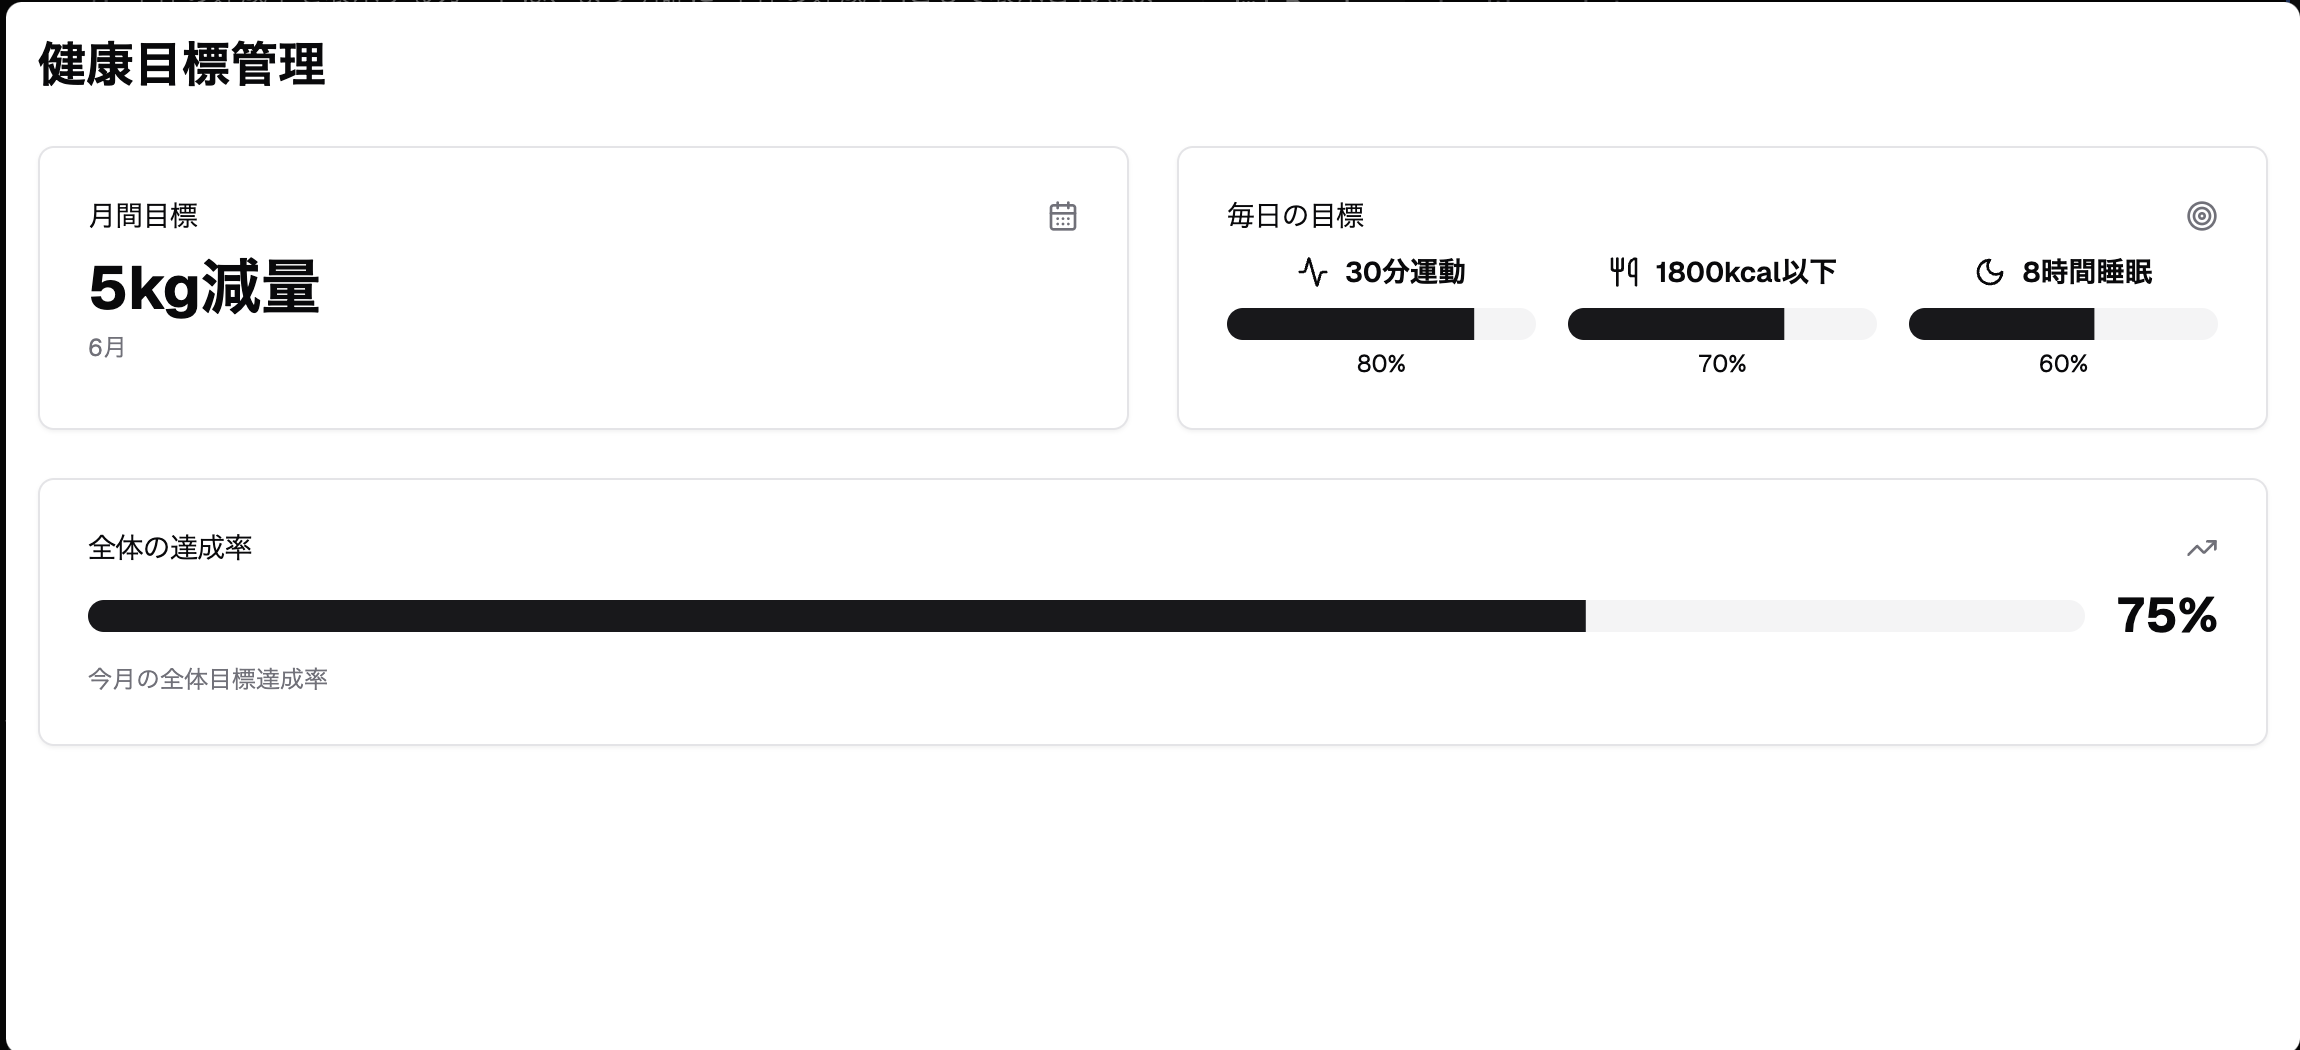 健康目標管理
月間目標
5kg減量
6月
毎日の目標
30分運動
80%
1800kcal以下
70%
8時間睡眠
60%
全体の達成率
75%
今月の全体目標達成率